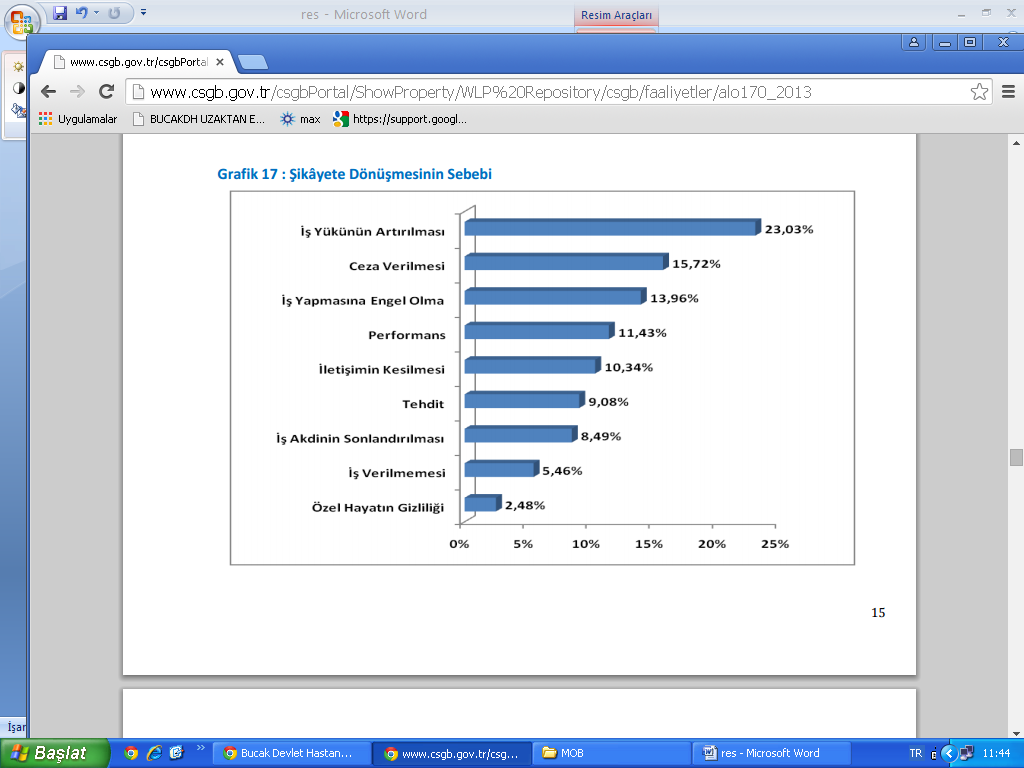 res - Microsoft Word
Resim Araçları
www.csgb.gov.tr/csgbPortal
www.csgb.gov.tr/csgbPortal/ShowProperty/WLP%20Repository/csgb/faaliyetler/alo170_2013
Uygulamalar
BUCAKDH UZAKTAN E...
max
https://support.googl...
Grafik 17 : Şikâyete Dönüşmesinin Sebebi
İş Yükünün Artırılması 23,03%
Ceza Verilmesi 15,72%
İş Yapmasına Engel Olma 13,96%
Performans 11,43%
İletişimin Kesilmesi 10,34%
Tehdit 9,08%
İş Akdinin Sonlandırılması 8,49%
İş Verilmemesi 5,46%
Özel Hayatın Gizliliği 2,48%
0% 5% 10% 15% 20% 25%
15
İşar
Başlat
Bucak Devlet Hastan...
www.csgb.gov.tr/csg...
MOB
res - Microsoft Word
TR
11:44